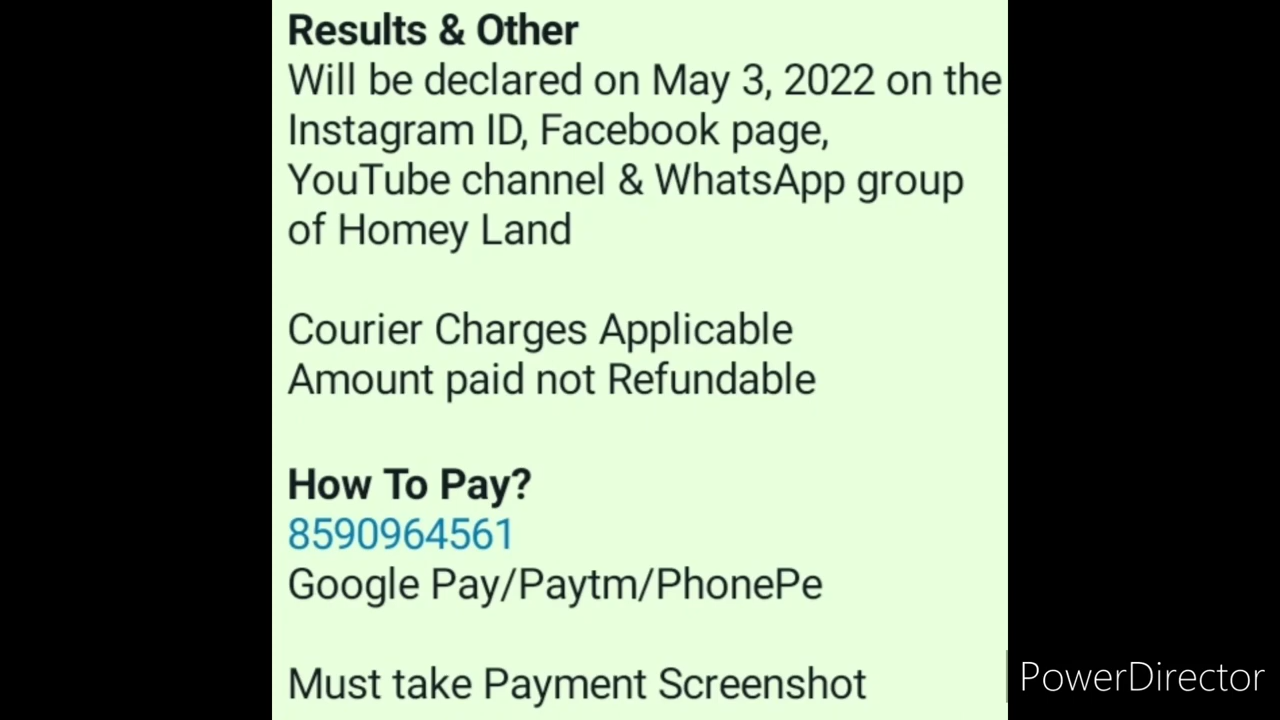 Results & Other
Will be declared on May 3, 2022 on the
Instagram ID, Facebook page,
YouTube channel & WhatsApp group
of Homey Land
Courier Charges Applicable
Amount paid not Refundable
How To Pay?
8590964561
Google Pay/Paytm/PhonePe
Must take Payment Screenshot
PowerDirector